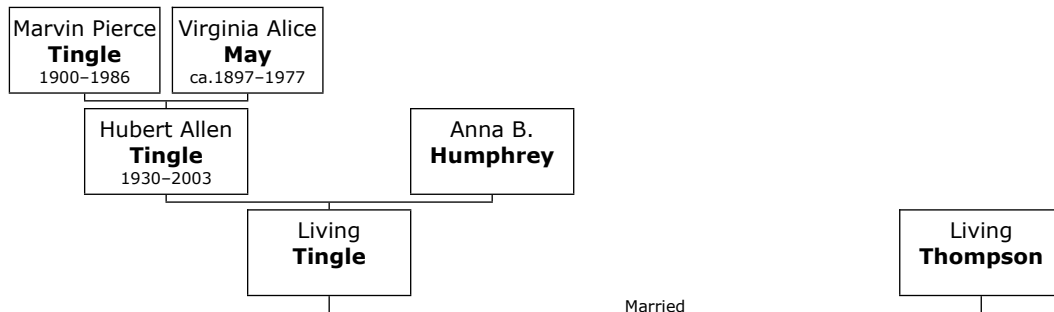 Marvin Pierce
Tingle
1900–1986
Virginia Alice
May
ca.1897–1977
Hubert Allen
Tingle
1930–2003
Anna B.
Humphrey
Living
Tingle
Living
Thompson
Married